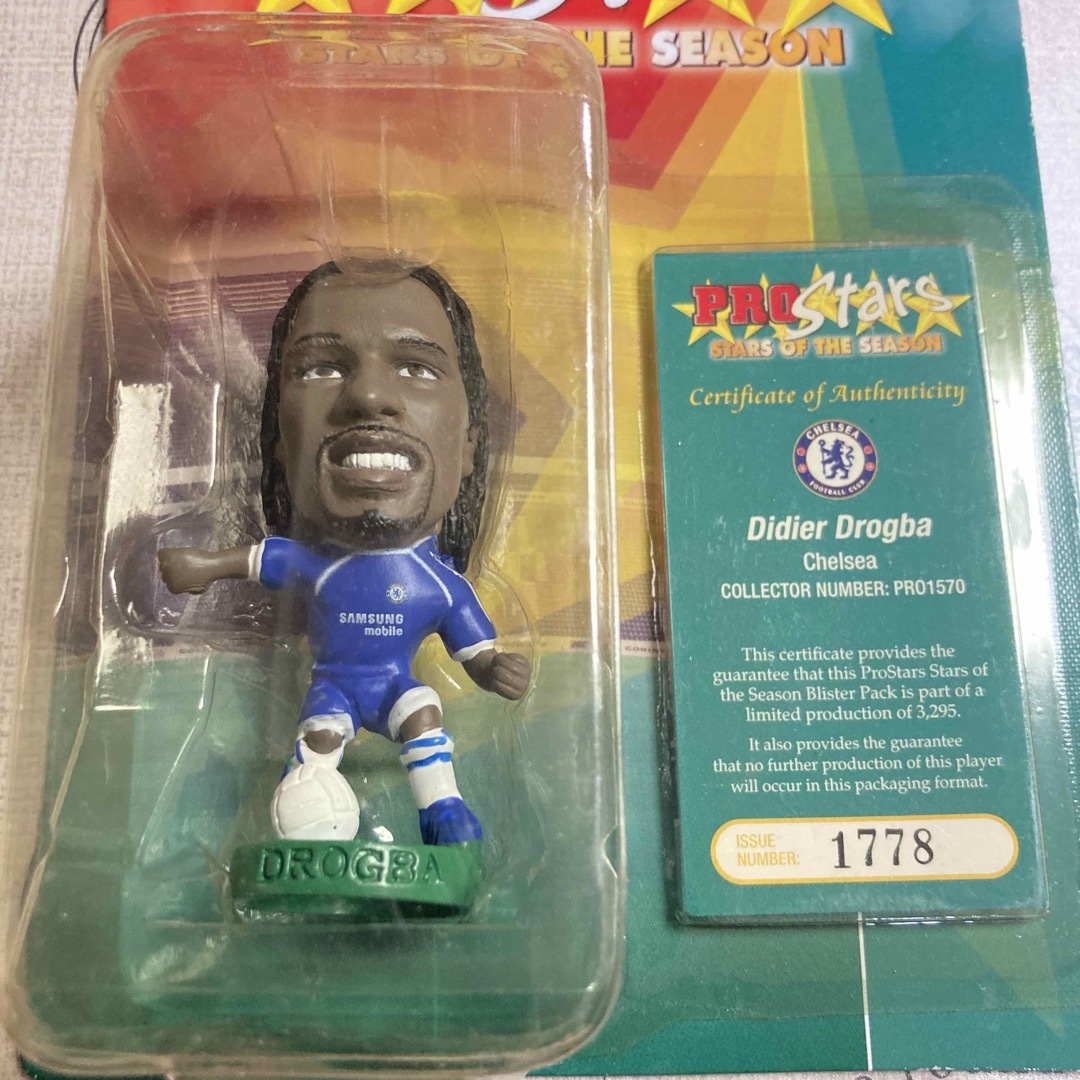 STARS OF THE SEASON
SAMSUNG
mobile
DROGBA
PROStars
STARS OF THE SEASON
Certificate of Authenticity
CHELSEA
FOOTBALL CLUB
Didier Drogba
Chelsea
COLLECTOR NUMBER: PRO1570
This certificate provides the
guarantee that this ProStars Stars of
the Season Blister Pack is part of a
limited production of 3,295.
It also provides the guarantee
that no further production of this player
will occur in this packaging format.
ISSUE
NUMBER: 1778